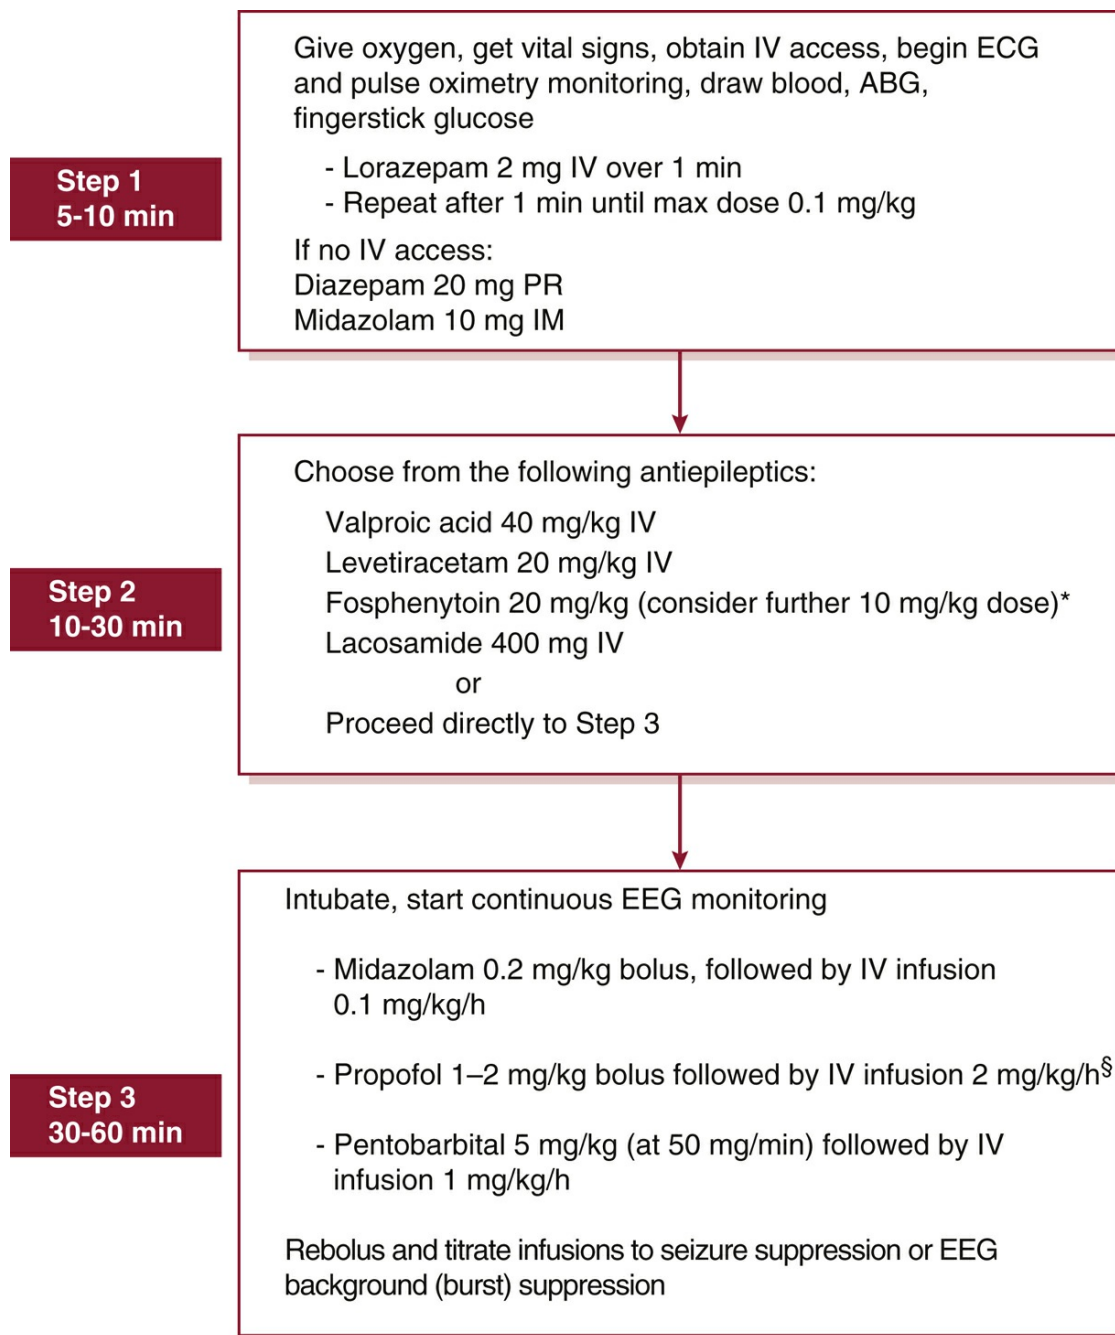 Give oxygen, get vital signs, obtain IV access, begin ECG
and pulse oximetry monitoring, draw blood, ABG,
fingerstick glucose
- Lorazepam 2 mg IV over 1 min
- Repeat after 1 min until max dose 0.1 mg/kg
If no IV access:
Diazepam 20 mg PR
Midazolam 10 mg IM
Step 1
5-10 min
Choose from the following antiepileptics:
Valproic acid 40 mg/kg IV
Levetiracetam 20 mg/kg IV
Fosphenytoin 20 mg/kg (consider further 10 mg/kg dose)*
Lacosamide 400 mg IV
or
Proceed directly to Step 3
Step 2
10-30 min
Intubate, start continuous EEG monitoring
- Midazolam 0.2 mg/kg bolus, followed by IV infusion
0.1 mg/kg/h
- Propofol 1–2 mg/kg bolus followed by IV infusion 2 mg/kg/h§
- Pentobarbital 5 mg/kg (at 50 mg/min) followed by IV
infusion 1 mg/kg/h
Rebolus and titrate infusions to seizure suppression or EEG
background (burst) suppression
Step 3
30-60 min